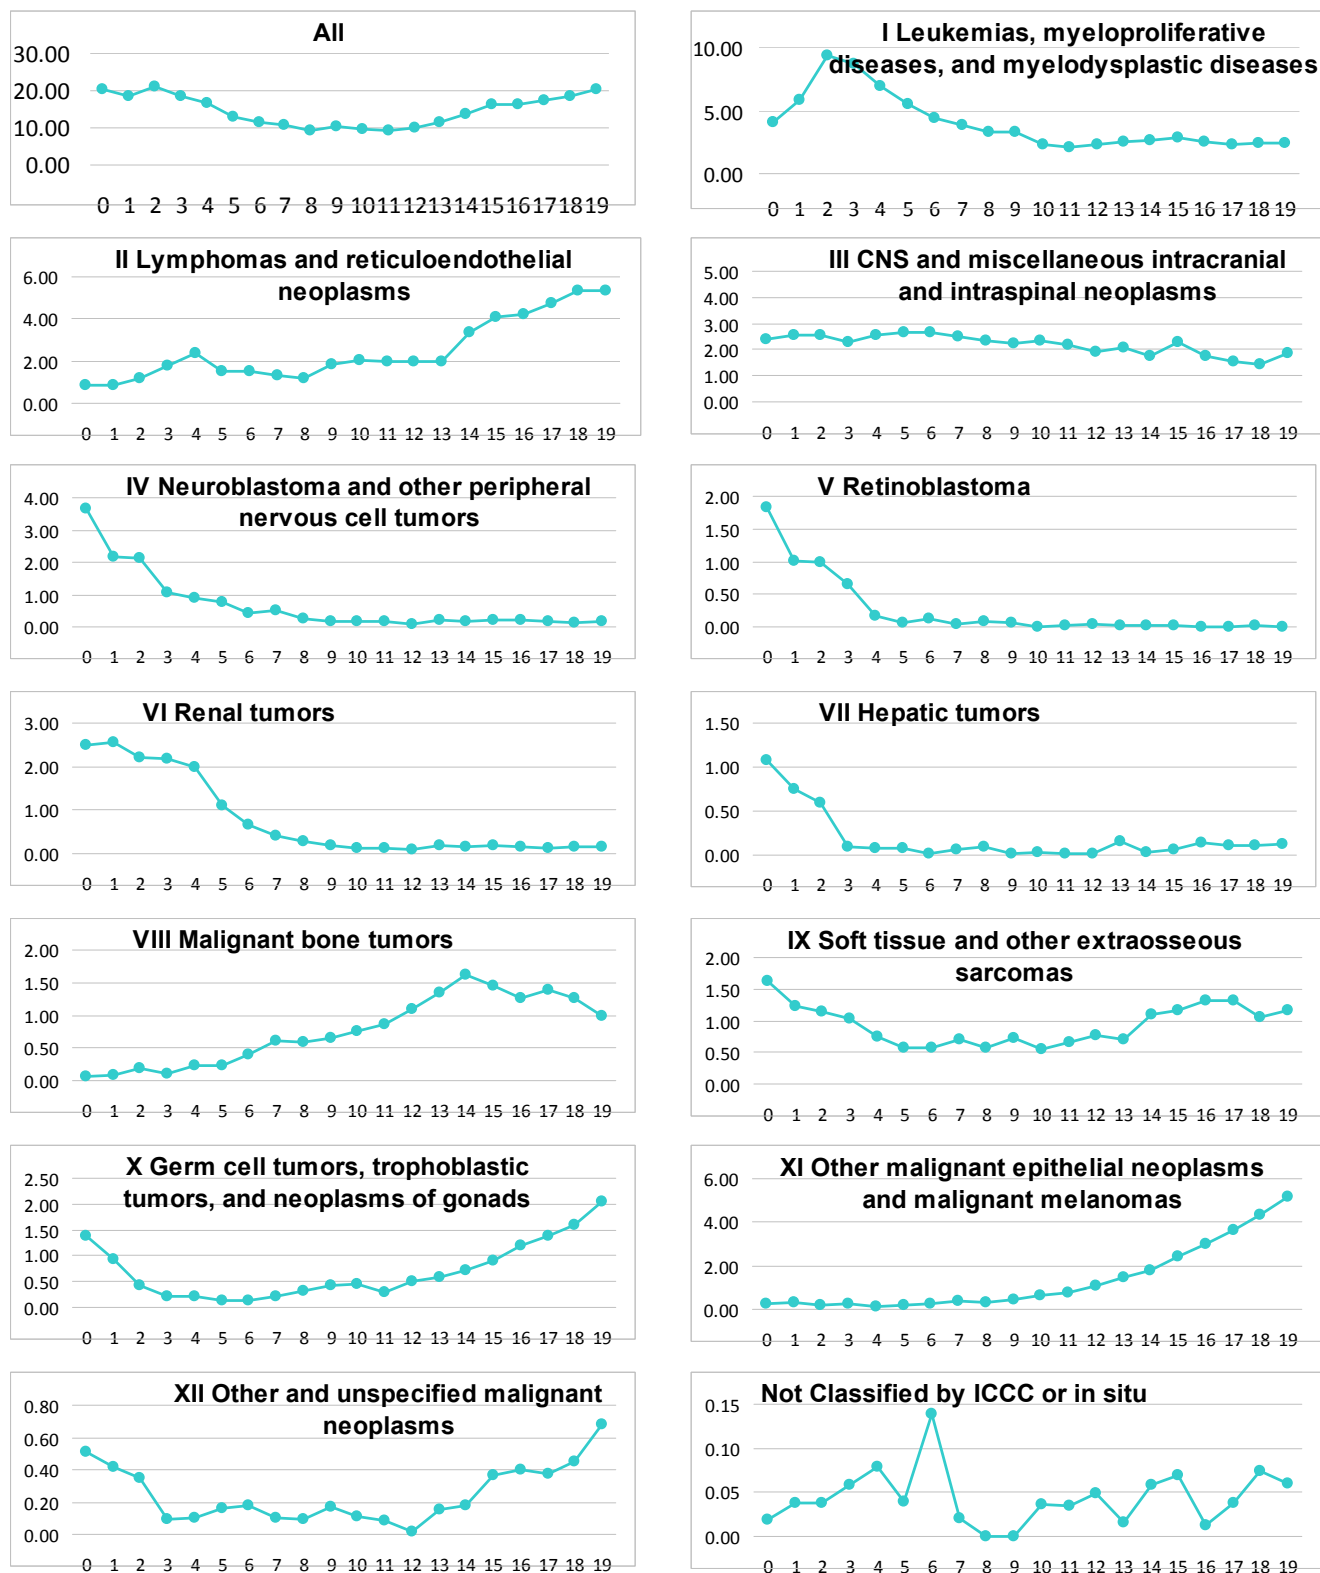 All
30.00
20.00
10.00
0.00
0 1 2 3 4 5 6 7 8 9 10 11 12 13 14 15 16 17 18 19
I Leukemias, myeloproliferative
diseases, and myelodysplastic diseases
10.00
5.00
0.00
0 1 2 3 4 5 6 7 8 9 10 11 12 13 14 15 16 17 18 19
II Lymphomas and reticuloendothelial
neoplasms
6.00
4.00
2.00
0.00
0 1 2 3 4 5 6 7 8 9 10 11 12 13 14 15 16 17 18 19
III CNS and miscellaneous intracranial
and intraspinal neoplasms
5.00
4.00
3.00
2.00
1.00
0.00
0 1 2 3 4 5 6 7 8 9 10 11 12 13 14 15 16 17 18 19
IV Neuroblastoma and other peripheral
nervous cell tumors
4.00
3.00
2.00
1.00
0.00
0 1 2 3 4 5 6 7 8 9 10 11 12 13 14 15 16 17 18 19
V Retinoblastoma
2.00
1.50
1.00
0.50
0.00
0 1 2 3 4 5 6 7 8 9 10 11 12 13 14 15 16 17 18 19
VI Renal tumors
3.00
2.00
1.00
0.00
0 1 2 3 4 5 6 7 8 9 10 11 12 13 14 15 16 17 18 19
VII Hepatic tumors
1.50
1.00
0.50
0.00
0 1 2 3 4 5 6 7 8 9 10 11 12 13 14 15 16 17 18 19
VIII Malignant bone tumors
2.00
1.50
1.00
0.50
0.00
0 1 2 3 4 5 6 7 8 9 10 11 12 13 14 15 16 17 18 19
IX Soft tissue and other extraosseous
sarcomas
2.00
1.50
1.00
0.50
0.00
0 1 2 3 4 5 6 7 8 9 10 11 12 13 14 15 16 17 18 19
X Germ cell tumors, trophoblastic
tumors, and neoplasms of gonads
2.50
2.00
1.50
1.00
0.50
0.00
0 1 2 3 4 5 6 7 8 9 10 11 12 13 14 15 16 17 18 19
XI Other malignant epithelial neoplasms
and malignant melanomas
6.00
4.00
2.00
0.00
0 1 2 3 4 5 6 7 8 9 10 11 12 13 14 15 16 17 18 19
XII Other and unspecified malignant
neoplasms
0.80
0.60
0.40
0.20
0.00
0 1 2 3 4 5 6 7 8 9 10 11 12 13 14 15 16 17 18 19
Not Classified by ICCC or in situ
0.15
0.10
0.05
0.00
0 1 2 3 4 5 6 7 8 9 10 11 12 13 14 15 16 17 18 19